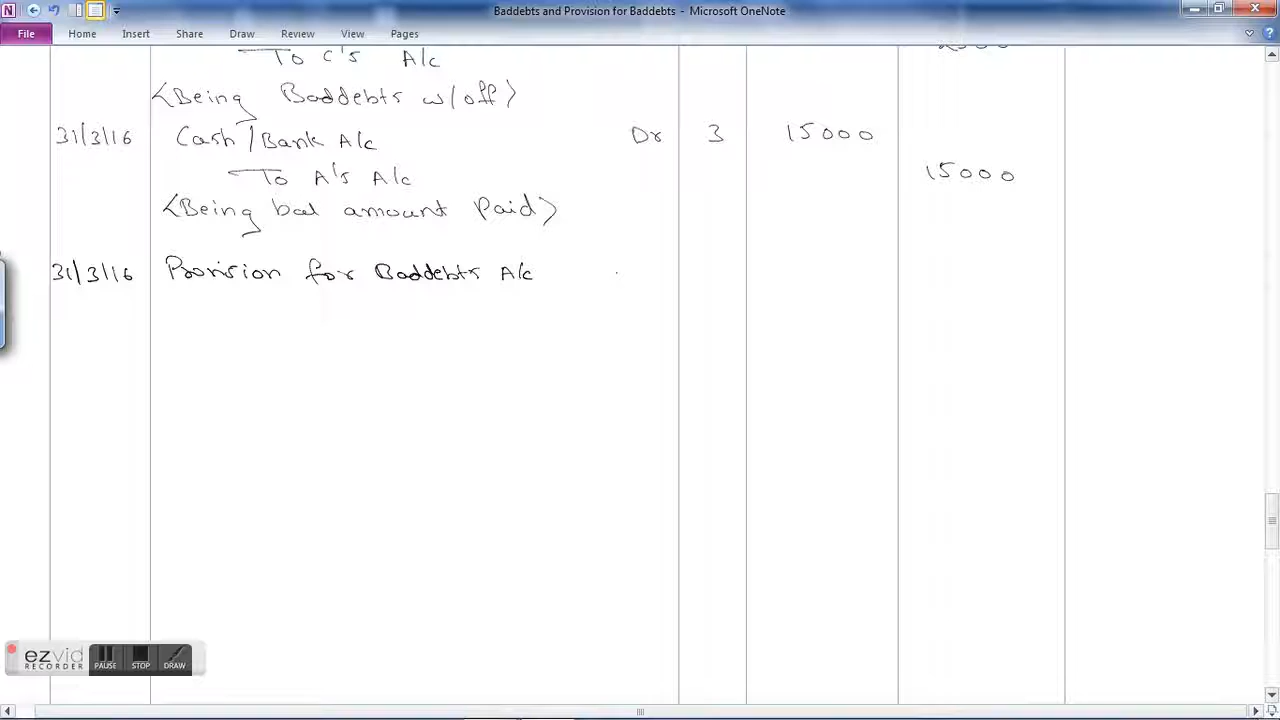 Baddebts and Provision for Baddebts - Microsoft OneNote
File Home Insert Share Draw Review View Pages
To C's A/c
<Being Baddebts w/off>
31/3/16 Cash/Bank A/c Dr 3 15000
To A's A/c 15000
<Being bal amount Paid>
31/3/16 Provision for Baddebts A/c
ezvid
RECORDER
PAUSE STOP DRAW